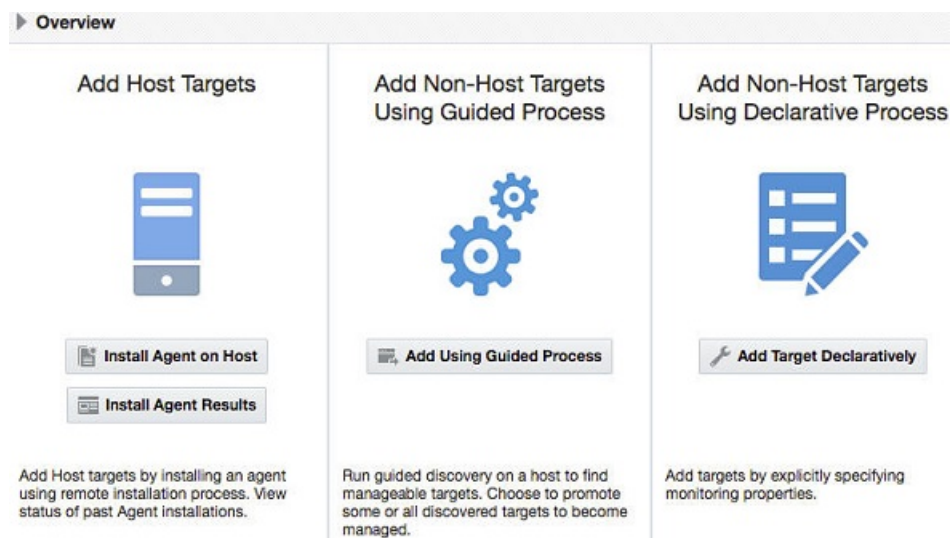 Overview
Add Host Targets
Install Agent on Host
Install Agent Results
Add Host targets by installing an agent
using remote installation process. View
status of past Agent installations.
Add Non-Host Targets
Using Guided Process
Add Using Guided Process
Run guided discovery on a host to find
manageable targets. Choose to promote
some or all discovered targets to become
managed.
Add Non-Host Targets
Using Declarative Process
Add Target Declaratively
Add targets by explicitly specifying
monitoring properties.